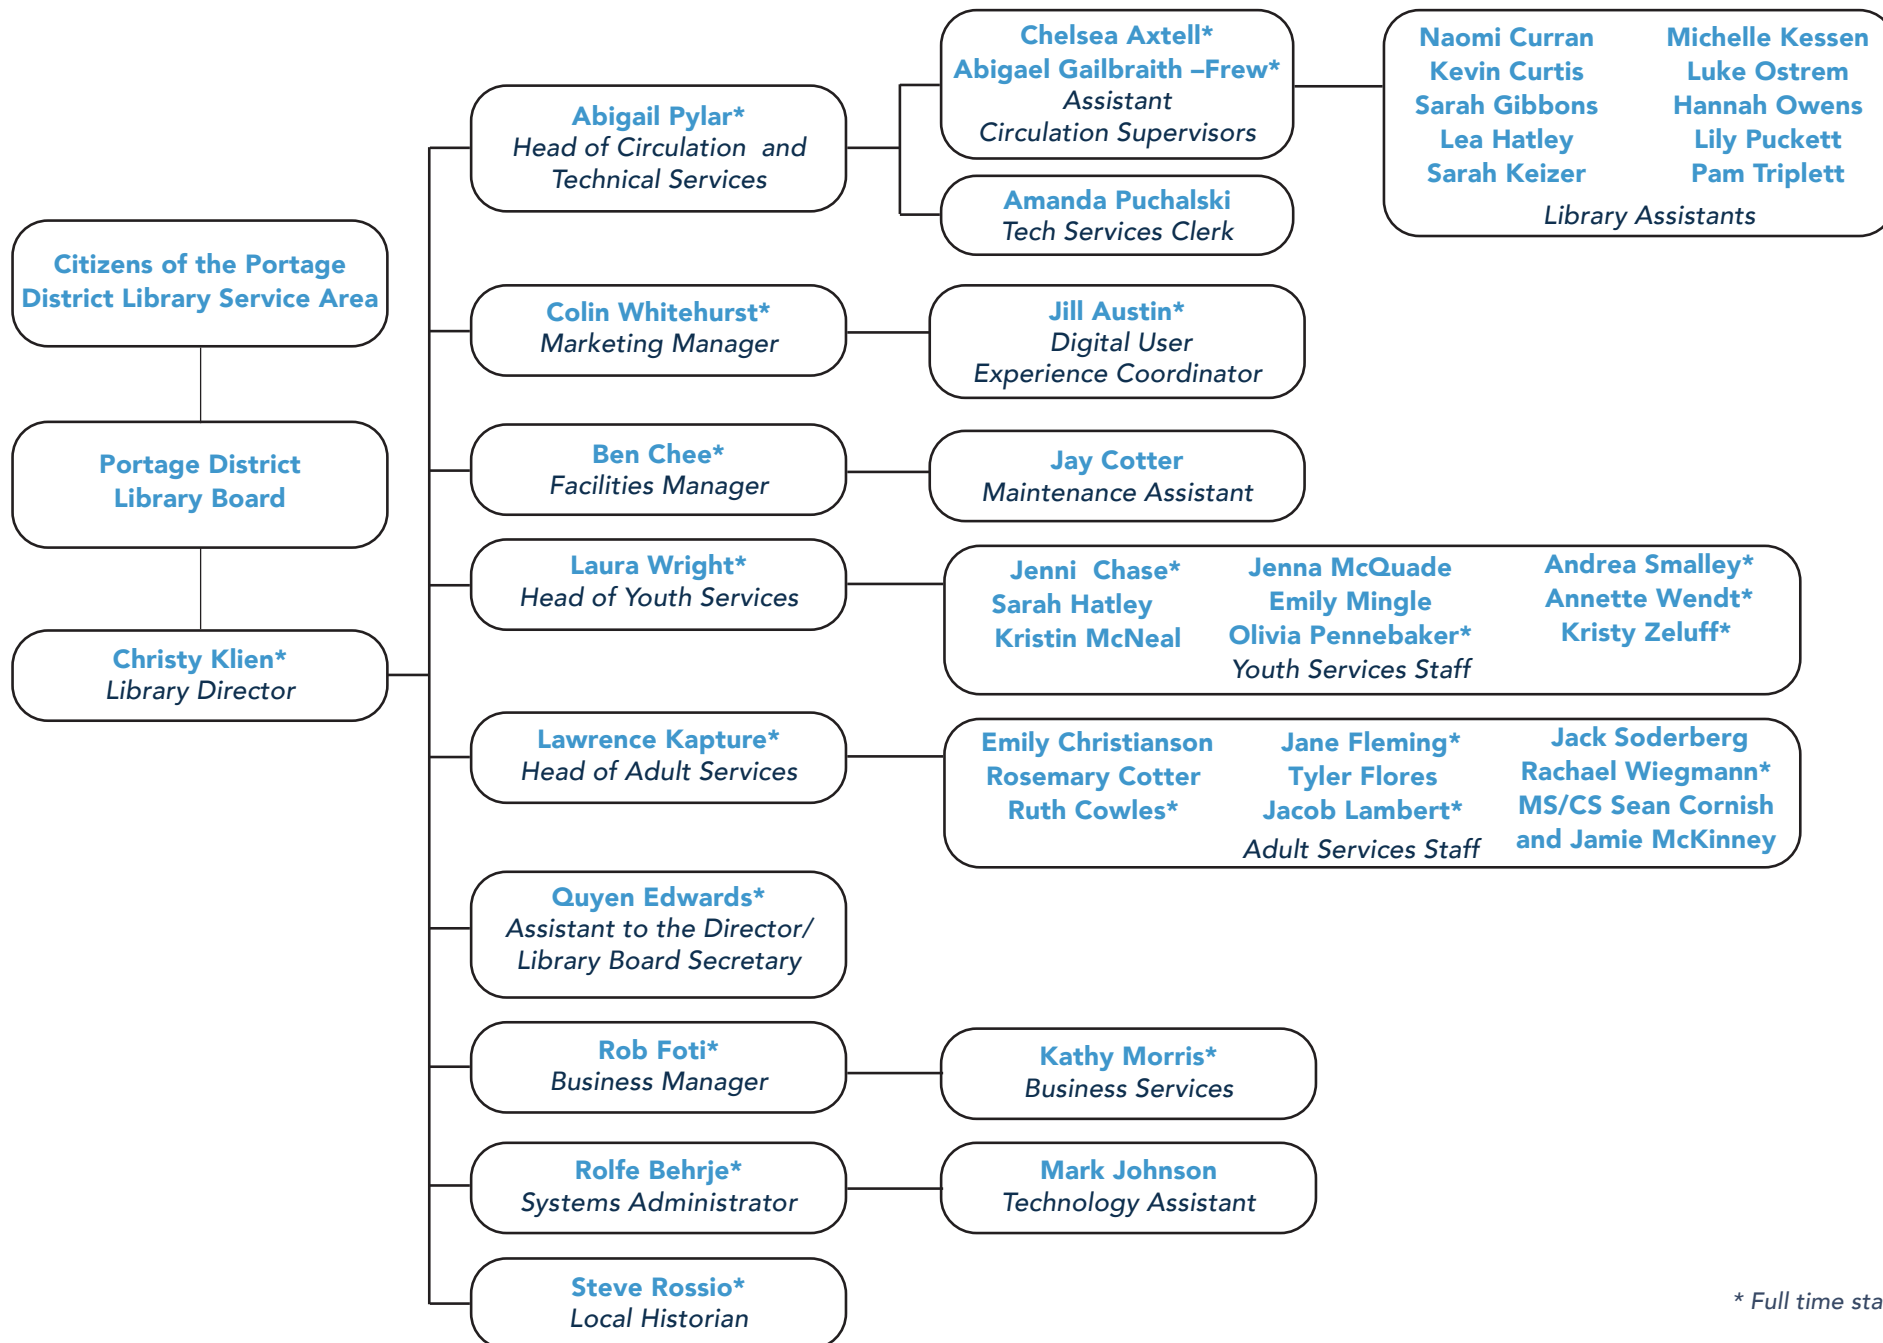 Citizens of the Portage
District Library Service Area
Portage District
Library Board
Christy Klien*
Library Director
Abigail Pylar*
Head of Circulation and
Technical Services
Chelsea Axtell*
Abigael Gailbraith –Frew*
Assistant
Circulation Supervisors
Naomi Curran
Kevin Curtis
Sarah Gibbons
Lea Hatley
Sarah Keizer
Michelle Kessen
Luke Ostrem
Hannah Owens
Lily Puckett
Pam Triplett
Library Assistants
Amanda Puchalski
Tech Services Clerk
Colin Whitehurst*
Marketing Manager
Jill Austin*
Digital User
Experience Coordinator
Ben Chee*
Facilities Manager
Jay Cotter
Maintenance Assistant
Laura Wright*
Head of Youth Services
Jenni Chase*
Sarah Hatley
Kristin McNeal
Jenna McQuade
Emily Mingle
Olivia Pennebaker*
Andrea Smalley*
Annette Wendt*
Kristy Zeluff*
Youth Services Staff
Lawrence Kapture*
Head of Adult Services
Emily Christianson
Rosemary Cotter
Ruth Cowles*
Jane Fleming*
Tyler Flores
Jacob Lambert*
Jack Soderberg
Rachael Wiegmann*
MS/CS Sean Cornish
and Jamie McKinney
Adult Services Staff
Quyen Edwards*
Assistant to the Director/
Library Board Secretary
Rob Foti*
Business Manager
Kathy Morris*
Business Services
Rolfe Behrje*
Systems Administrator
Mark Johnson
Technology Assistant
Steve Rossio*
Local Historian
* Full time sta